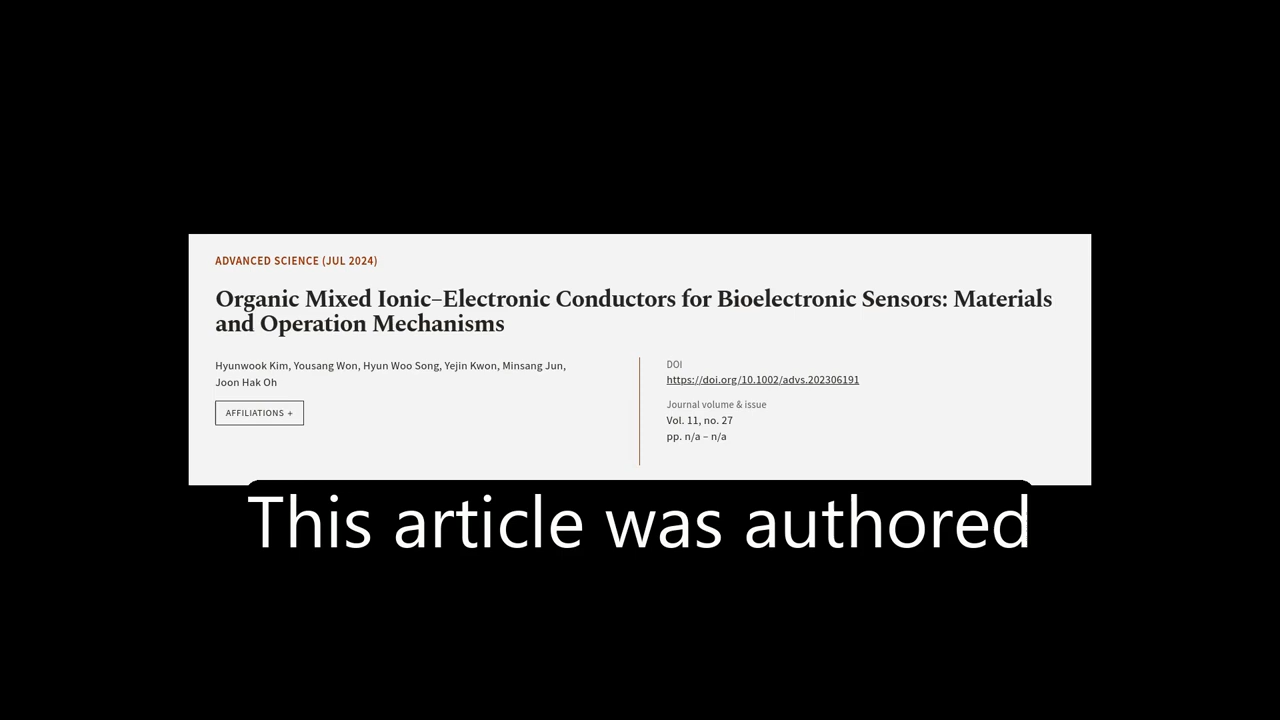 ADVANCED SCIENCE (JUL 2024)
Organic Mixed Ionic–Electronic Conductors for Bioelectronic Sensors: Materials
and Operation Mechanisms
Hyunwook Kim, Yousang Won, Hyun Woo Song, Yejin Kwon, Minsang Jun,
Joon Hak Oh
AFFILIATIONS +
DOI
https://doi.org/10.1002/advs.202306191
Journal volume & issue
Vol. 11, no. 27
pp. n/a – n/a
This article was authored